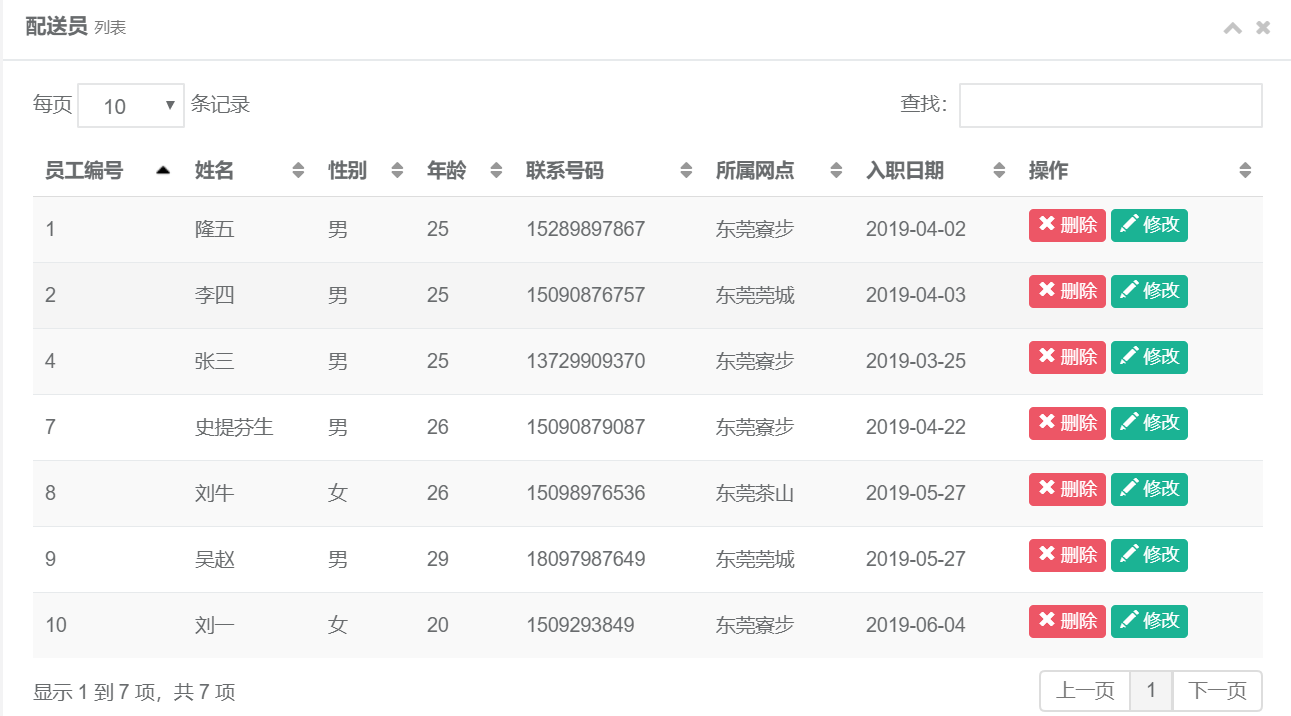 配送员 列表
每页 10 条记录 查找：
员工编号 姓名 性别 年龄 联系号码 所属网点 入职日期 操作
1 隆五 男 25 15289897867 东莞寮步 2019-04-02 删除 修改
2 李四 男 25 15090876757 东莞莞城 2019-04-03 删除 修改
4 张三 男 25 13729909370 东莞寮步 2019-03-25 删除 修改
7 史提芬生 男 26 15090879087 东莞寮步 2019-04-22 删除 修改
8 刘牛 女 26 15098976536 东莞茶山 2019-05-27 删除 修改
9 吴赵 男 29 18097987649 东莞莞城 2019-05-27 删除 修改
10 刘一 女 20 1509293849 东莞寮步 2019-06-04 删除 修改
显示 1 到 7 项，共 7 项 上一页 1 下一页